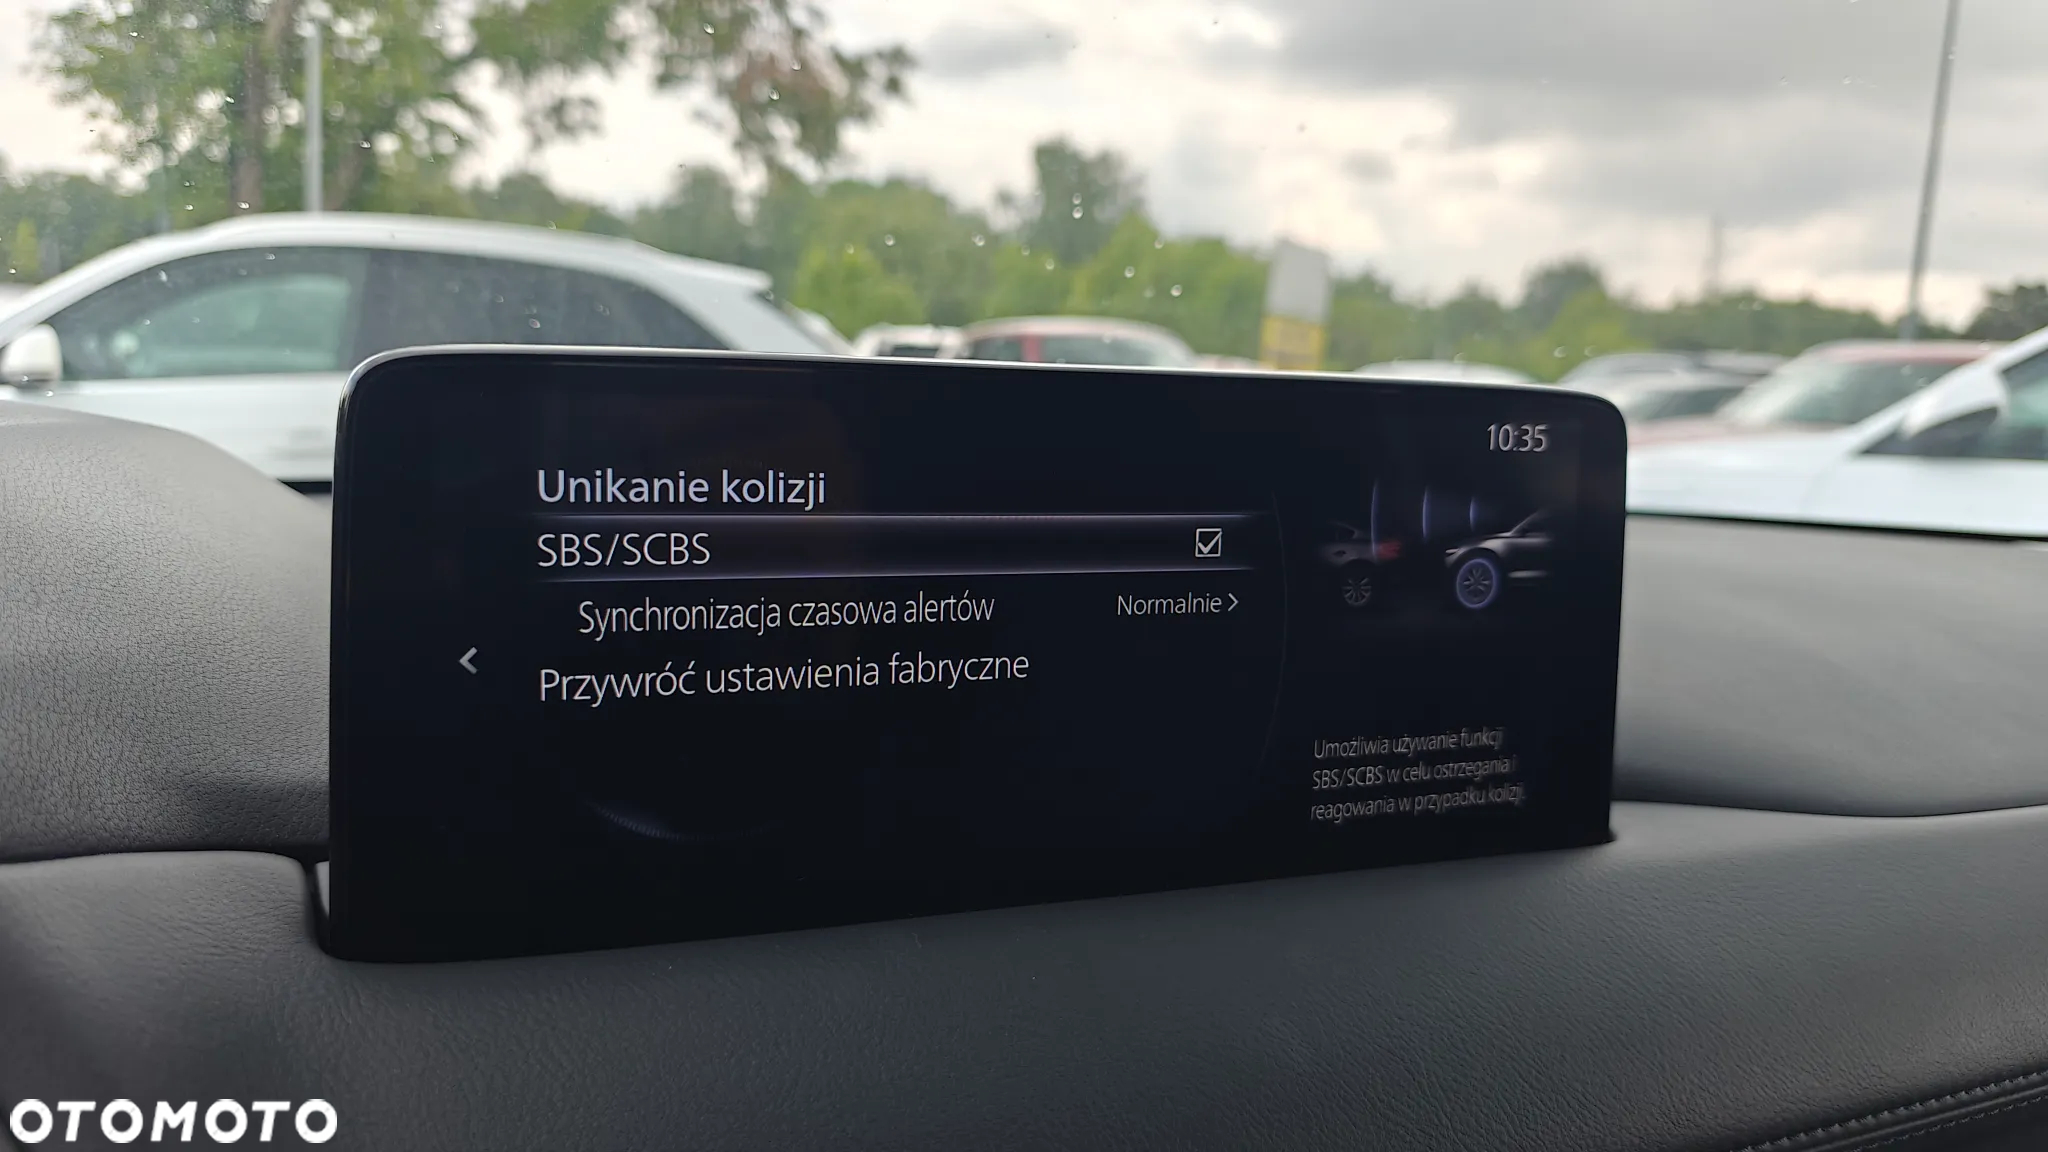 10:35
Unikanie kolizji
SBS/SCBS
Synchronizacja czasowa alertów Normalnie >
Przywróć ustawienia fabryczne
Umożliwia używanie funkcji
SBS/SCBS w celu ostrzegania i
reagowania w przypadku kolizji.
OTOMOTO